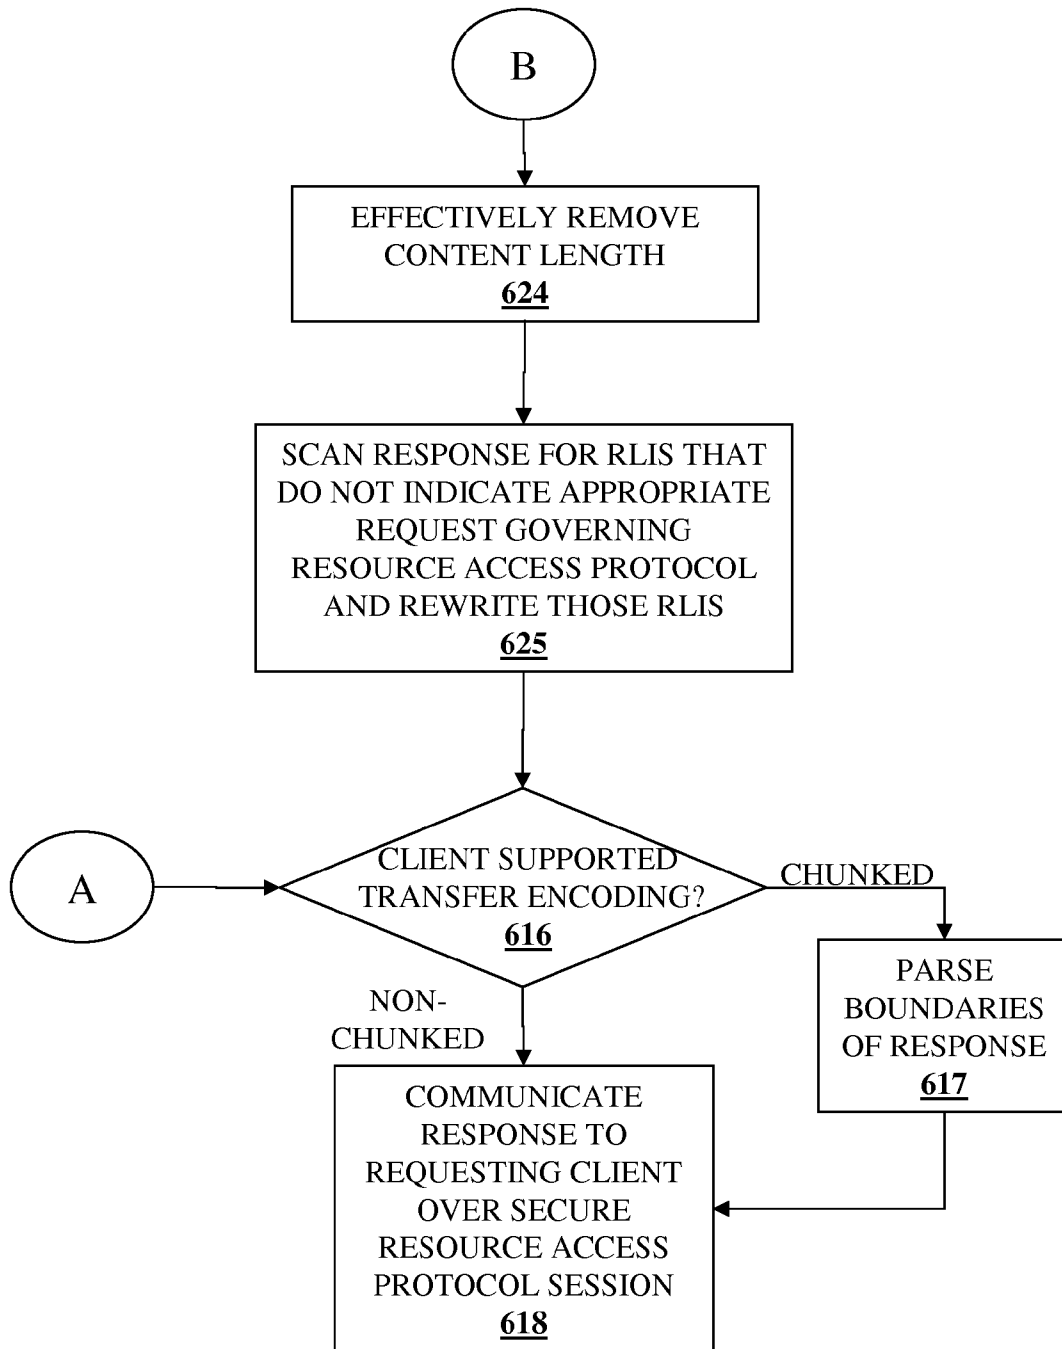 B
EFFECTIVELY REMOVE
CONTENT LENGTH
624
SCAN RESPONSE FOR RLIS THAT
DO NOT INDICATE APPROPRIATE
REQUEST GOVERNING
RESOURCE ACCESS PROTOCOL
AND REWRITE THOSE RLIS
625
A
CLIENT SUPPORTED
TRANSFER ENCODING?
616
CHUNKED
NON-
CHUNKED
PARSE
BOUNDARIES
OF RESPONSE
617
COMMUNICATE
RESPONSE TO
REQUESTING CLIENT
OVER SECURE
RESOURCE ACCESS
PROTOCOL SESSION
618